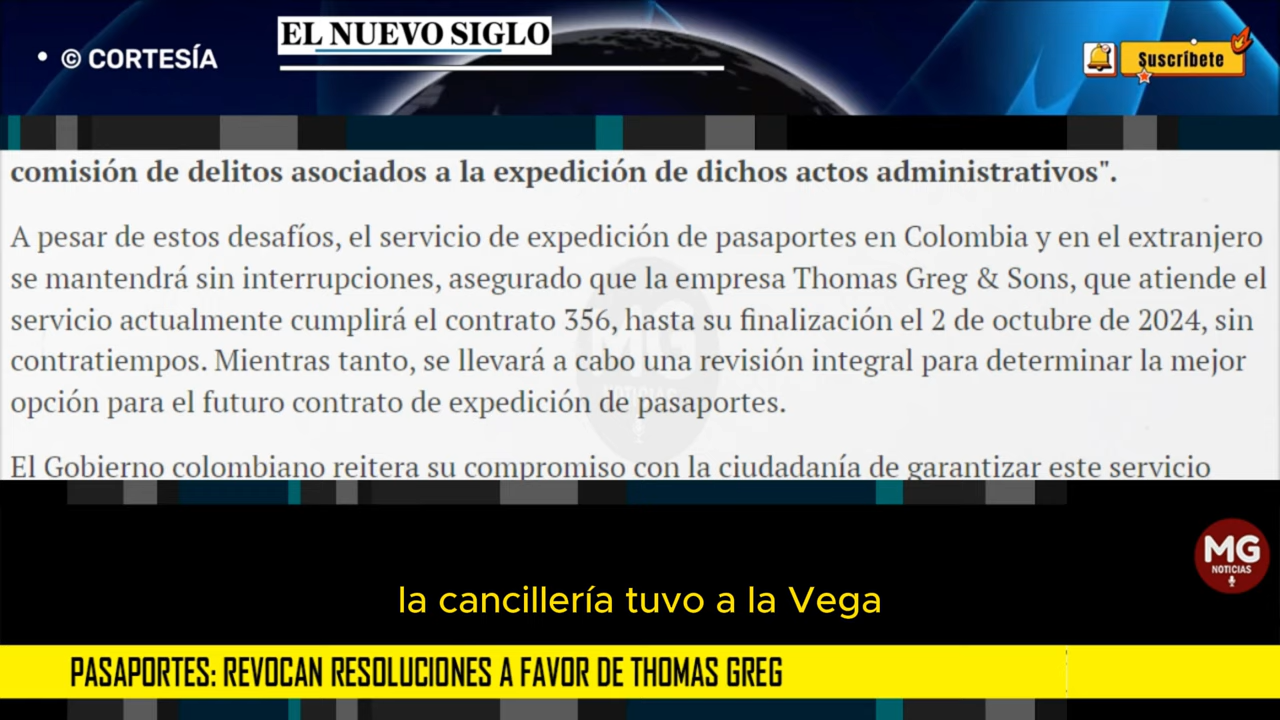 • © CORTESÍA
EL NUEVO SIGLO
Suscríbete
comisión de delitos asociados a la expedición de dichos actos administrativos".
A pesar de estos desafíos, el servicio de expedición de pasaportes en Colombia y en el extranjero
se mantendrá sin interrupciones, asegurado que la empresa Thomas Greg & Sons, que atiende el
servicio actualmente cumplirá el contrato 356, hasta su finalización el 2 de octubre de 2024, sin
contratiempos. Mientras tanto, se llevará a cabo una revisión integral para determinar la mejor
opción para el futuro contrato de expedición de pasaportes.
El Gobierno colombiano reitera su compromiso con la ciudadanía de garantizar este servicio
MG
NOTICIAS
MG
NOTICIAS
la cancillería tuvo a la Vega
PASAPORTES: REVOCAN RESOLUCIONES A FAVOR DE THOMAS GREG